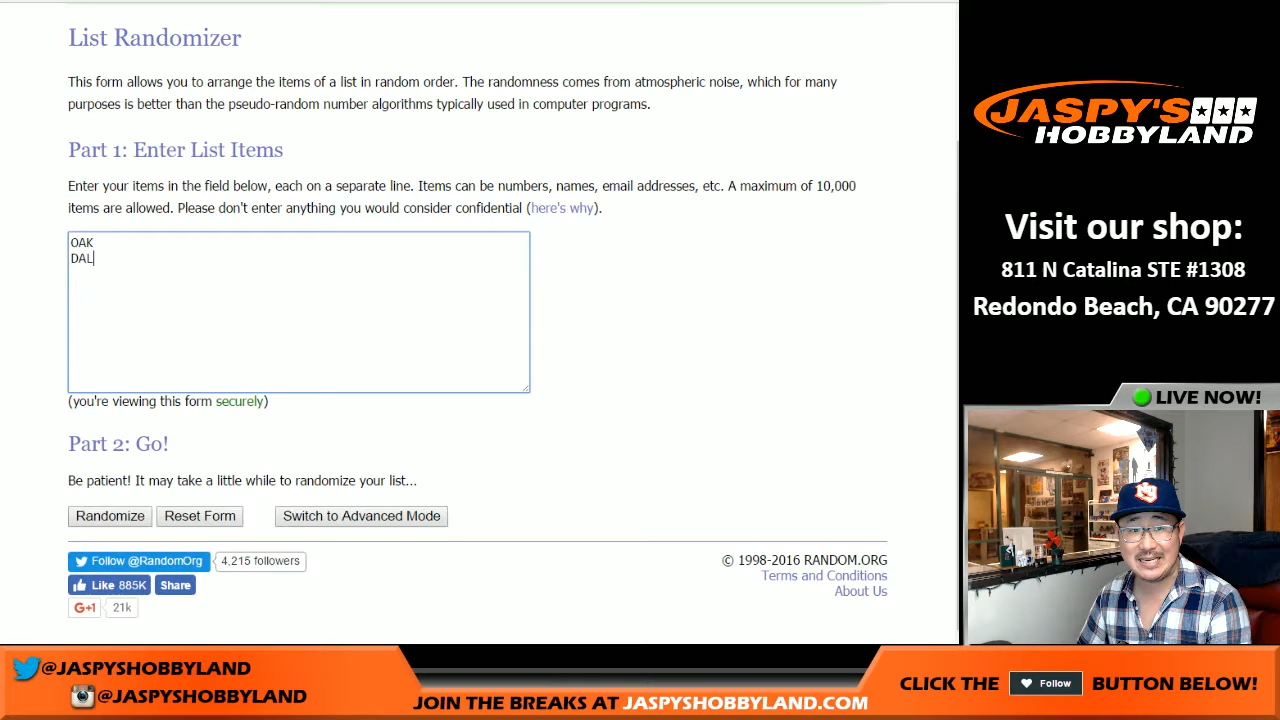 List Randomizer
This form allows you to arrange the items of a list in random order. The randomness comes from atmospheric noise, which for many
purposes is better than the pseudo-random number algorithms typically used in computer programs.
Part 1: Enter List Items
Enter your items in the field below, each on a separate line. Items can be numbers, names, email addresses, etc. A maximum of 10,000
items are allowed. Please don't enter anything you would consider confidential (here's why).
OAK
DAL
(you're viewing this form securely)
Part 2: Go!
Be patient! It may take a little while to randomize your list...
Randomize Reset Form Switch to Advanced Mode
Follow @RandomOrg 4,215 followers
Like 885K Share
G+1 21k
© 1998-2016 RANDOM.ORG
Terms and Conditions
About Us
JASPY'S
HOBBYLAND
Visit our shop:
811 N Catalina STE #1308
Redondo Beach, CA 90277
LIVE NOW!
@JASPYSHOBBYLAND
@JASPYSHOBBYLAND
JOIN THE BREAKS AT JASPYSHOBBYLAND.COM
CLICK THE Follow BUTTON BELOW!